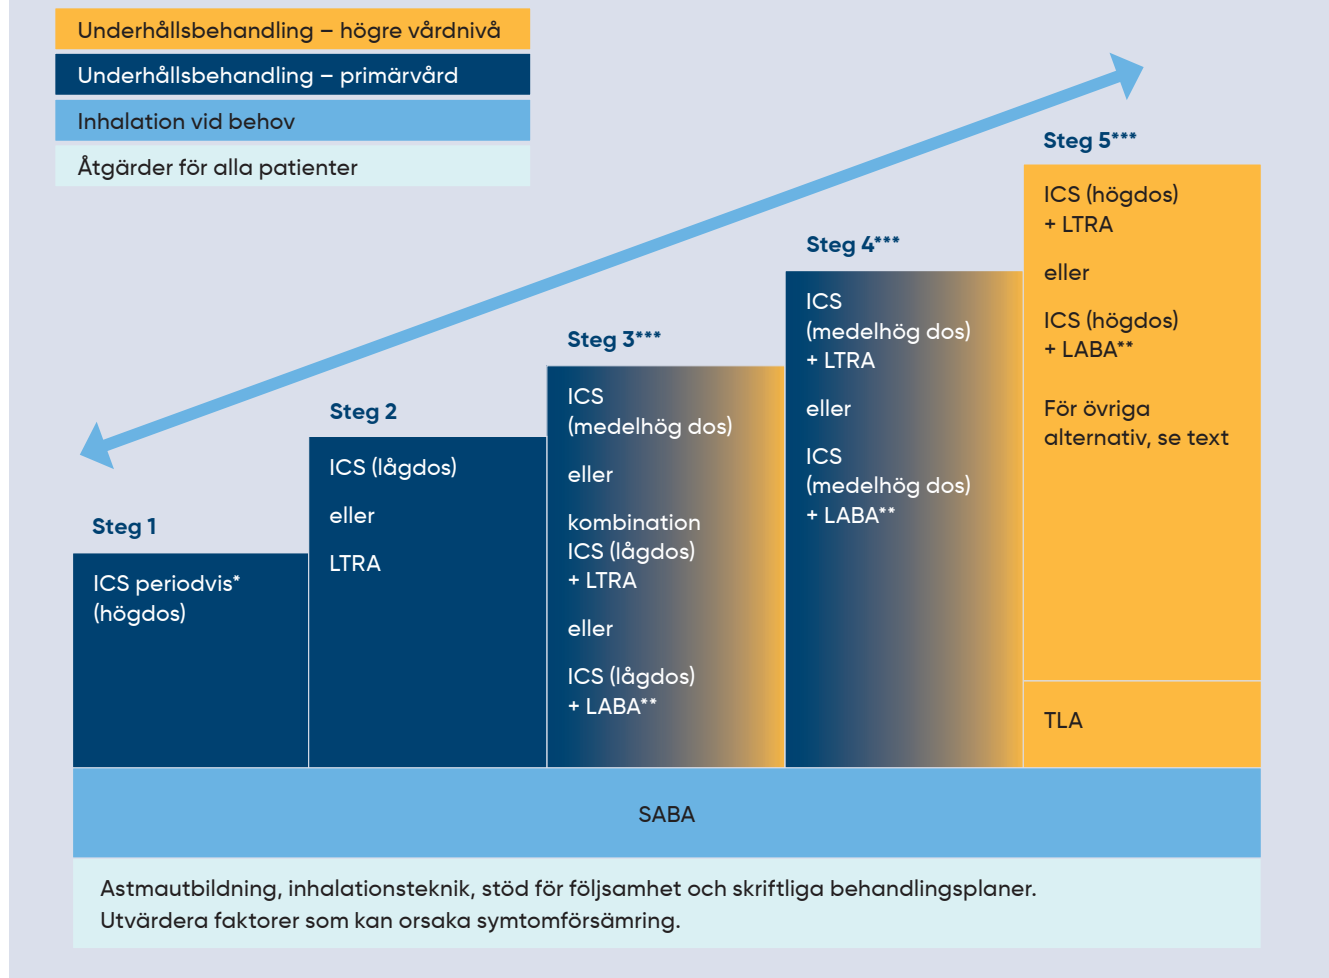 Underhållsbehandling – högre vårdnivå
Underhållsbehandling – primärvård
Inhalation vid behov
Åtgärder för alla patienter
Steg 1
ICS periodvis*
(högdos)
Steg 2
ICS (lågdos)
eller
LTRA
Steg 3***
ICS
(medelhög dos)
eller
kombination
ICS (lågdos)
+ LTRA
eller
ICS (lågdos)
+ LABA**
Steg 4***
ICS
(medelhög dos)
+ LTRA
eller
ICS
(medelhög dos)
+ LABA**
Steg 5***
ICS (högdos)
+ LTRA
eller
ICS (högdos)
+ LABA**
För övriga
alternativ, se text
TLA
SABA
Astmautbildning, inhalationsteknik, stöd för följsamhet och skriftliga behandlingsplaner.
Utvärdera faktorer som kan orsaka symtomförsämring.